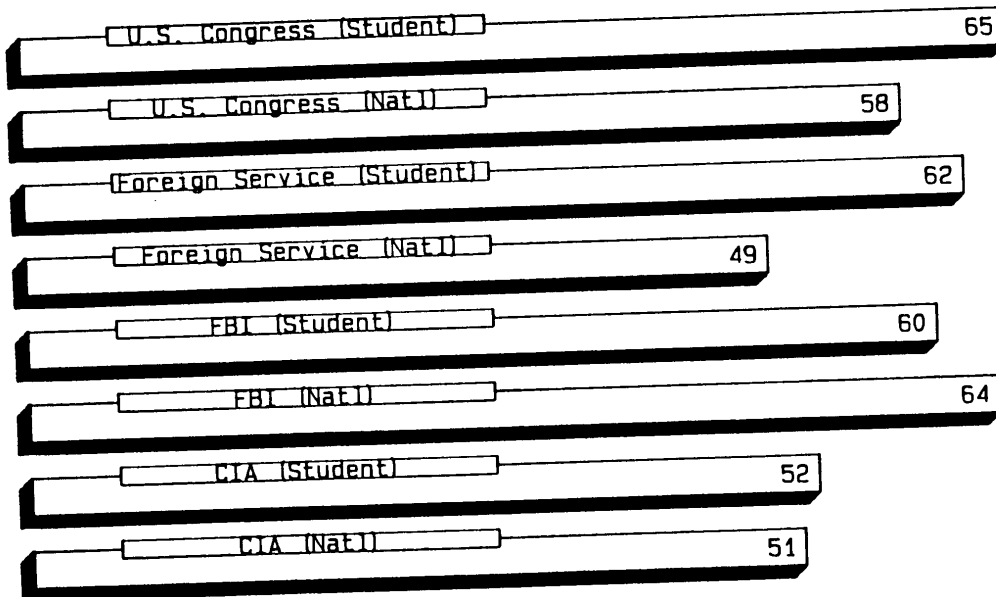 U.S. Congress (Student) 65
U.S. Congress (Natl) 58
Foreign Service (Student) 62
Foreign Service (Natl) 49
FBI (Student) 60
FBI (Natl) 64
CIA (Student) 52
CIA (Natl) 51